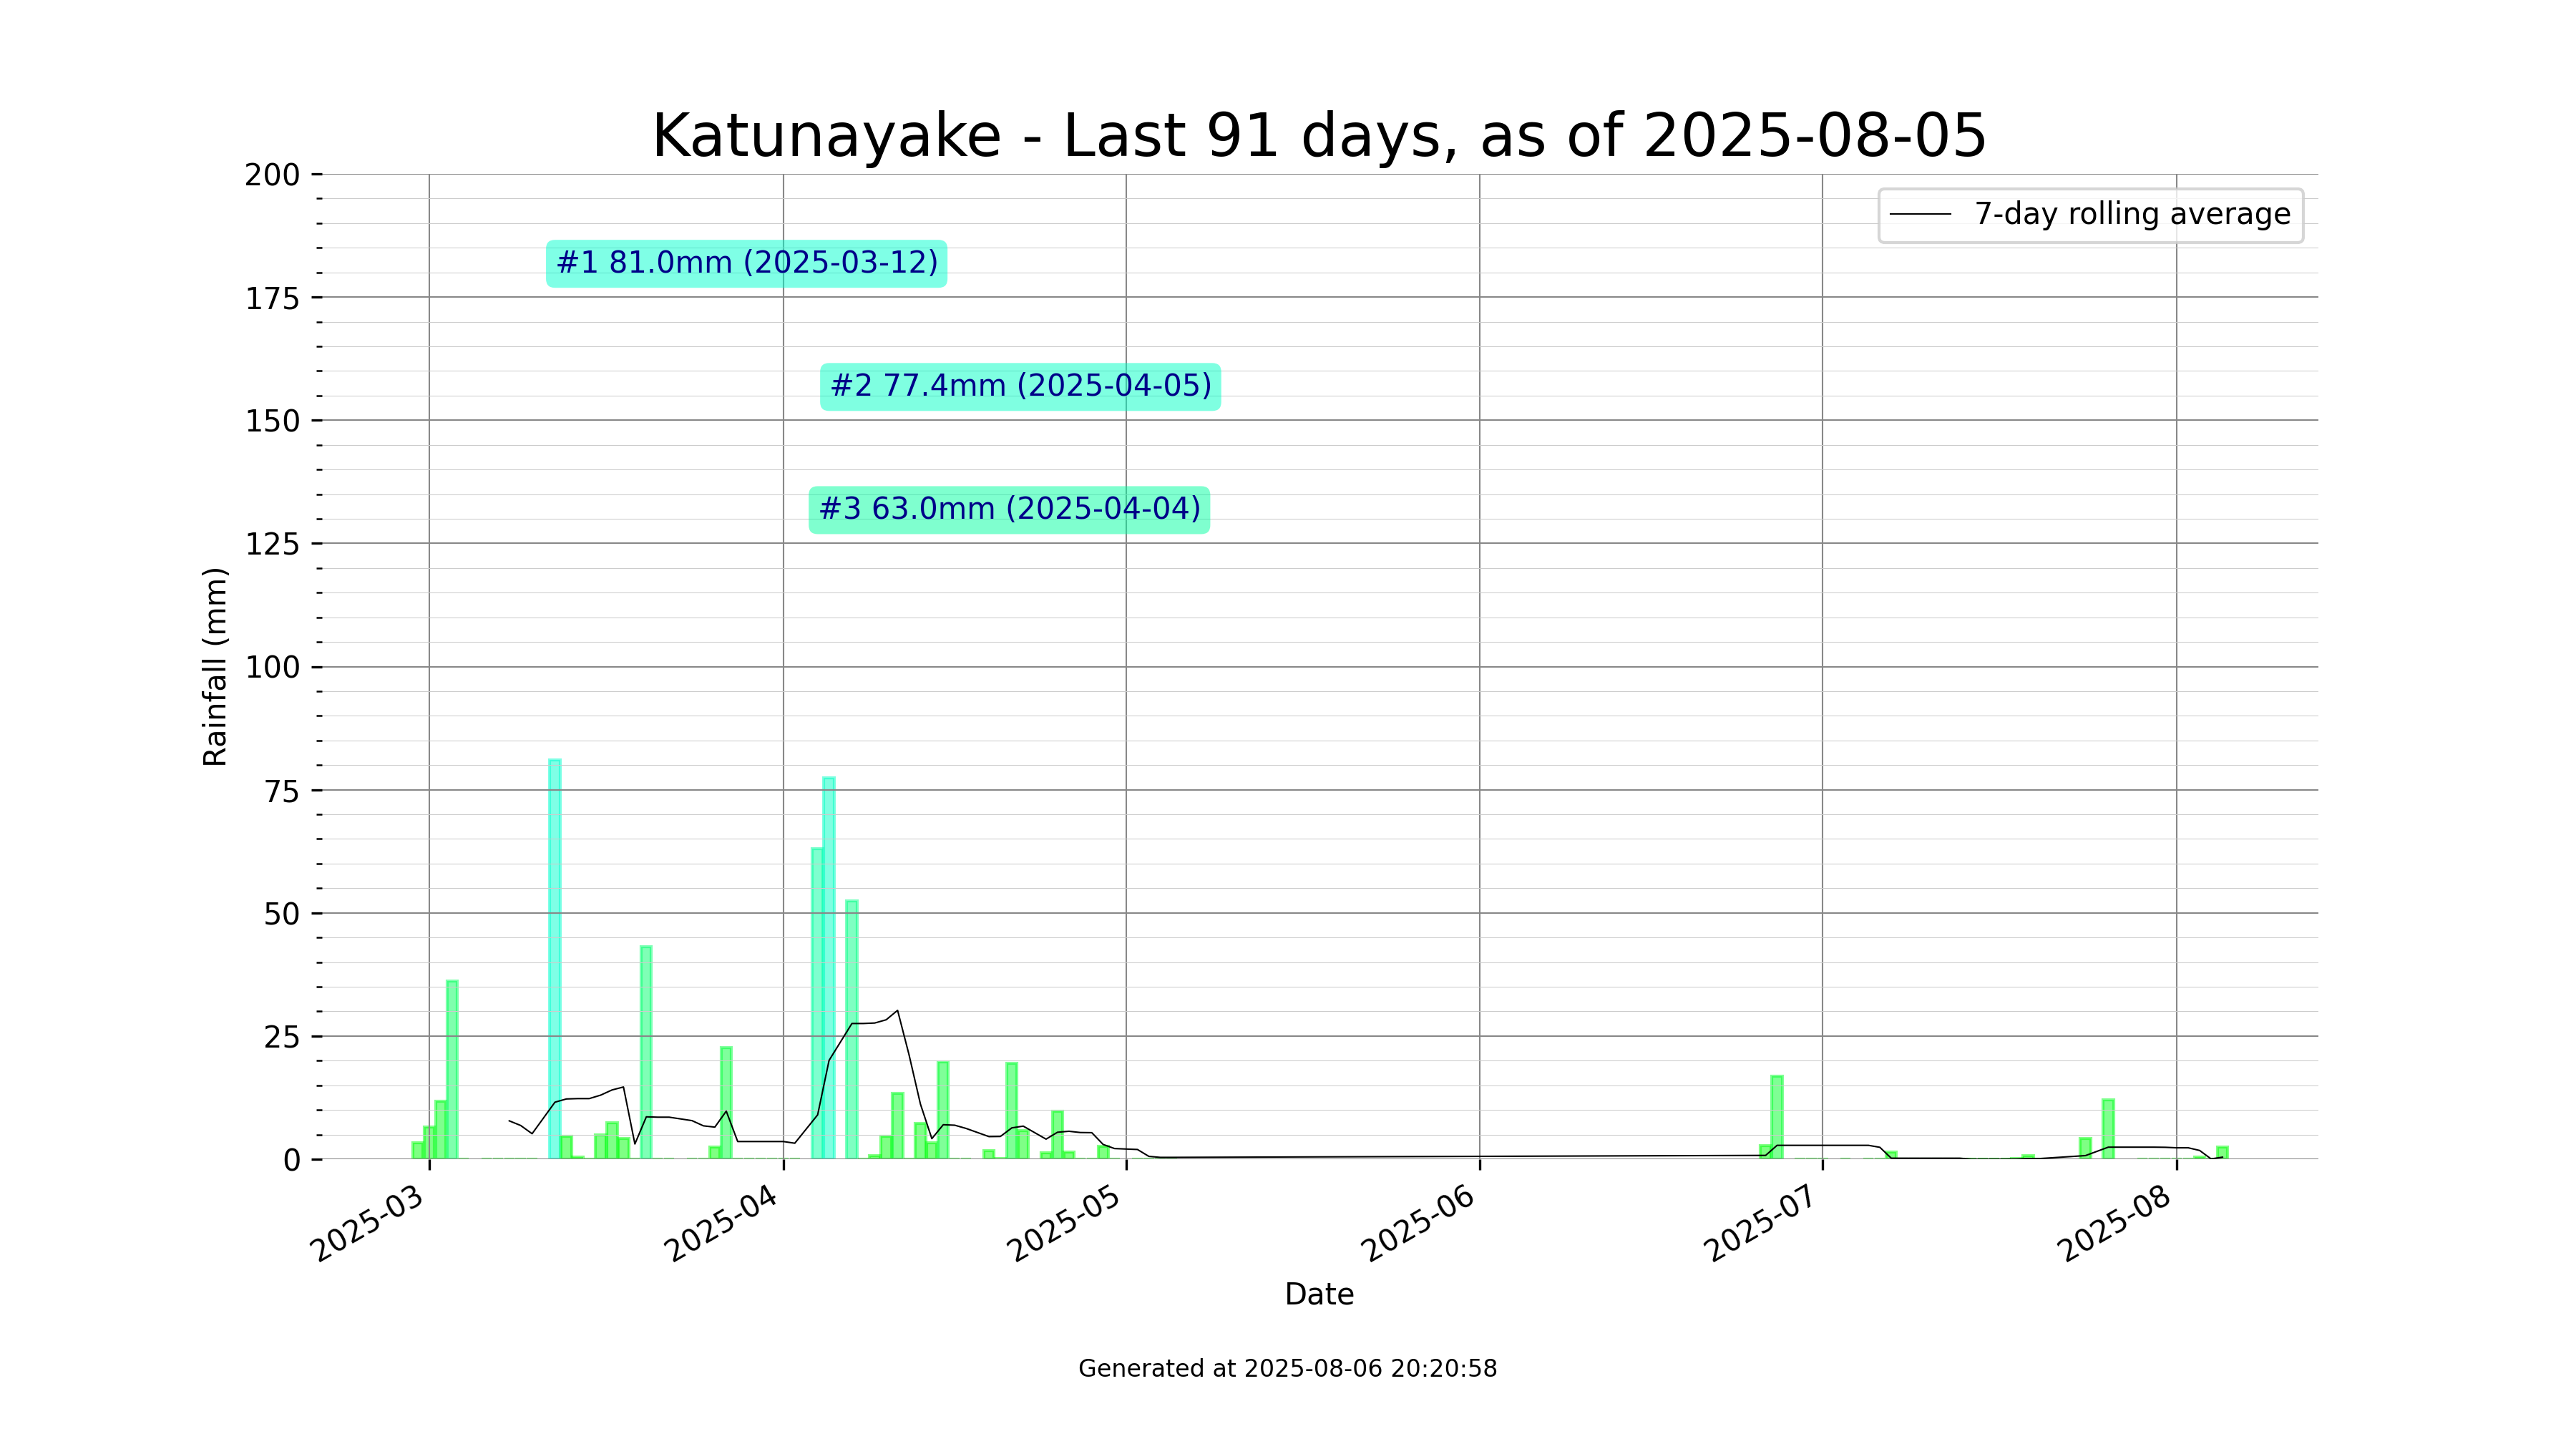 Katunayake - Last 91 days, as of 2025-08-05
200
175
150
125
100
75
50
25
0
Rainfall (mm)
7-day rolling average
#1 81.0mm (2025-03-12)
#2 77.4mm (2025-04-05)
#3 63.0mm (2025-04-04)
2025-03
2025-04
2025-05
2025-06
2025-07
2025-08
Date
Generated at 2025-08-06 20:20:58